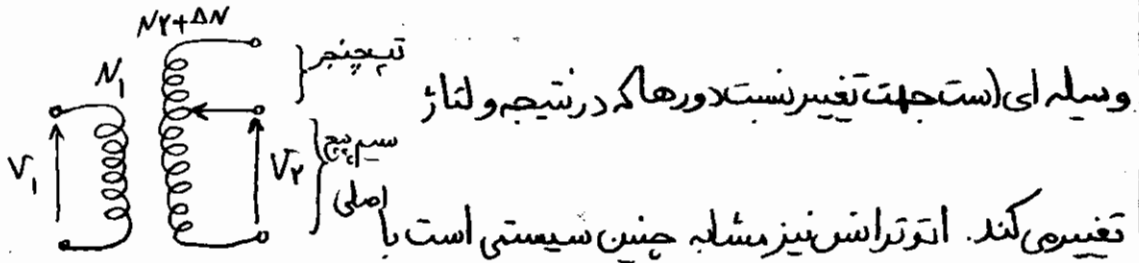 N۲+ΔN
N۱
تپ چنجر
وسیله ای است جهت تغییر نسبت دورها که در نتیجه ولتاژ
V۱
V۲
سیم پیچ
اصلی
تغییر می کند. اتوترانس نیز مشابه چنین سیستمی است با